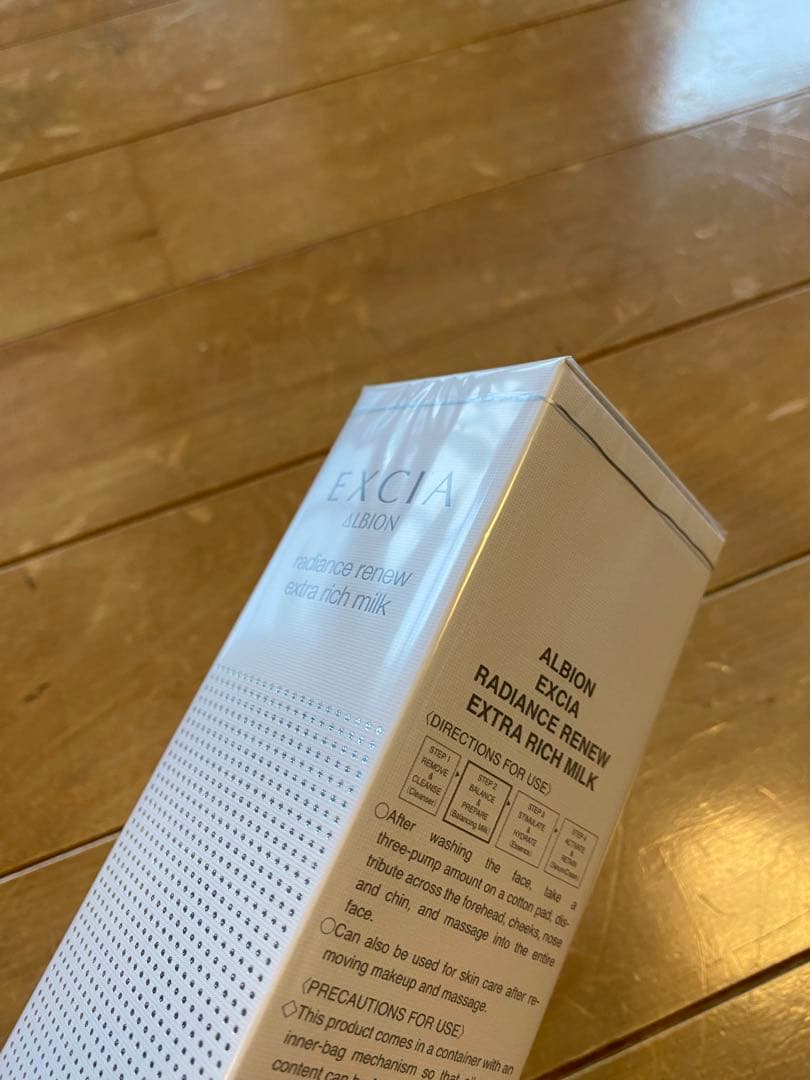 EXCIA
ALBION
radiance renew
extra rich milk
ALBION
EXCIA
RADIANCE RENEW
EXTRA RICH MILK
〈DIRECTIONS FOR USE〉
STEP 1
REMOVE
&
CLEANSE
(Cleanser)
STEP 2
BALANCE
&
PREPARE
(Balancing Milk)
STEP 3
STIMULATE
&
HYDRATE
(Essence)
STEP 4
ACTIVATE
&
RETAIN
(Serum/Cream)
○After washing the face, take a
three-pump amount on a cotton pad, dis-
tribute across the forehead, cheeks, nose
and chin, and massage into the entire
face.
○Can also be used for skin care after re-
moving makeup and massage.
〈PRECAUTIONS FOR USE〉
◇This product comes in a container with an
inner-bag mechanism so that
content can